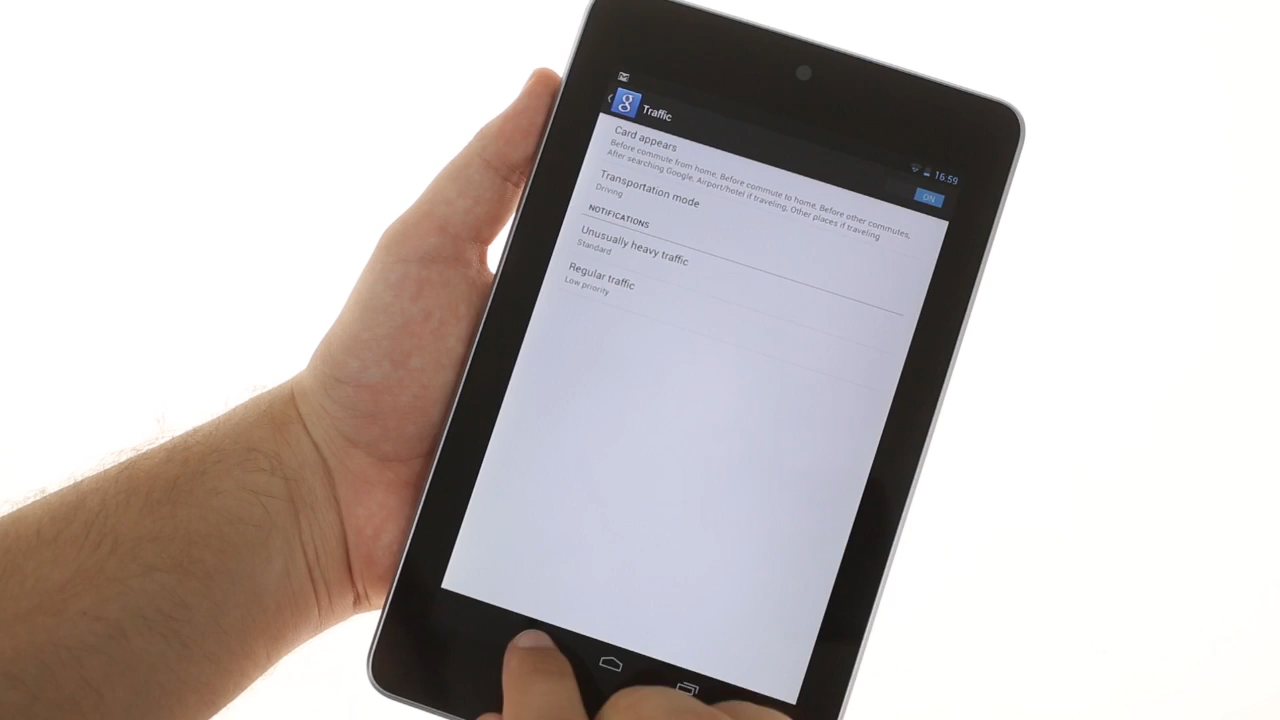 g Traffic
16:59
ON
Card appears
Before commute from home, Before commute to home, Before other commutes,
After searching Google, Airport/hotel if traveling, Other places if traveling
Transportation mode
Driving
NOTIFICATIONS
Unusually heavy traffic
Standard
Regular traffic
Low priority